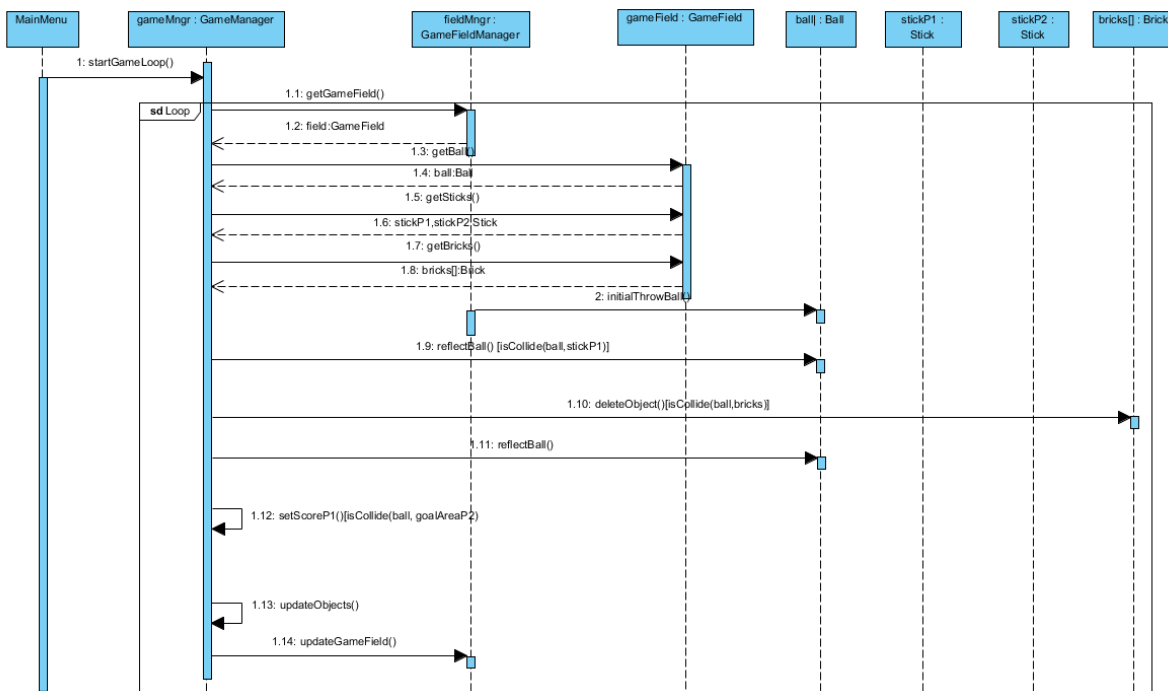 MainMenu
gameMngr : GameManager
fieldMngr :
GameFieldManager
gameField : GameField
ball| : Ball
stickP1 :
Stick
stickP2 :
Stick
bricks[] : Brick
1: startGameLoop()
sd Loop
1.1: getGameField()
1.2: field:GameField
1.3: getBall()
1.4: ball:Ball
1.5: getSticks()
1.6: stickP1,stickP2:Stick
1.7: getBricks()
1.8: bricks[]:Brick
2: initialThrowBall()
1.9: reflectBall() [isCollide(ball,stickP1)]
1.10: deleteObject()[isCollide(ball,bricks)]
1.11: reflectBall()
1.12: setScoreP1()[isCollide(ball, goalAreaP2)
1.13: updateObjects()
1.14: updateGameField()